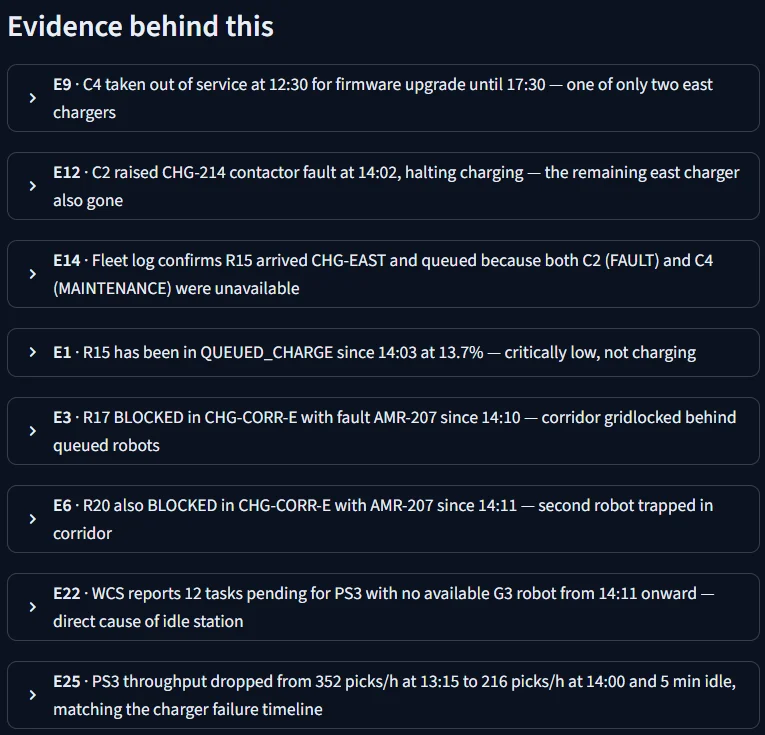 Evidence behind this
E9 · C4 taken out of service at 12:30 for firmware upgrade until 17:30 — one of only two east
chargers
E12 · C2 raised CHG-214 contactor fault at 14:02, halting charging — the remaining east charger
also gone
E14 · Fleet log confirms R15 arrived CHG-EAST and queued because both C2 (FAULT) and C4
(MAINTENANCE) were unavailable
E1 · R15 has been in QUEUED_CHARGE since 14:03 at 13.7% — critically low, not charging
E3 · R17 BLOCKED in CHG-CORR-E with fault AMR-207 since 14:10 — corridor gridlocked behind
queued robots
E6 · R20 also BLOCKED in CHG-CORR-E with AMR-207 since 14:11 — second robot trapped in
corridor
E22 · WCS reports 12 tasks pending for PS3 with no available G3 robot from 14:11 onward —
direct cause of idle station
E25 · PS3 throughput dropped from 352 picks/h at 13:15 to 216 picks/h at 14:00 and 5 min idle,
matching the charger failure timeline